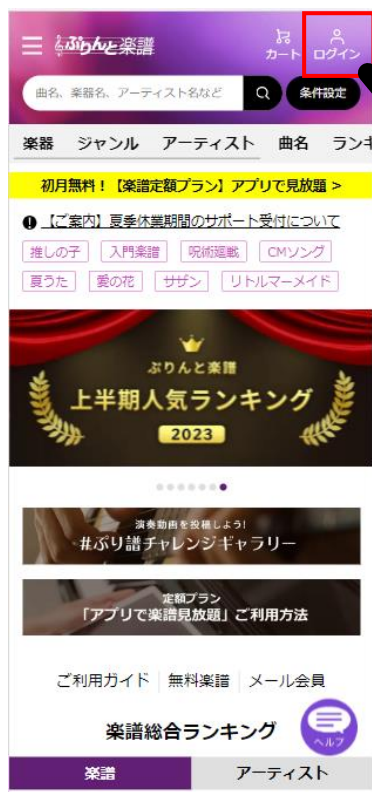 ぷりんと楽譜
カート ログイン
曲名、楽器名、アーティスト名など 条件設定
楽器 ジャンル アーティスト 曲名 ランキ
初月無料！【楽譜定額プラン】アプリで見放題 >
【ご案内】夏季休業期間のサポート受付について
推しの子 入門楽譜 呪術廻戦 CMソング
夏うた 愛の花 サザン リトルマーメイド
ぷりんと楽譜
上半期人気ランキング
2023
演奏動画を投稿しよう!
#ぷり譜チャレンジギャラリー
定額プラン
「アプリで楽譜見放題」ご利用方法
ご利用ガイド 無料楽譜 メール会員
楽譜総合ランキング
ヘルプ
楽譜 アーティスト